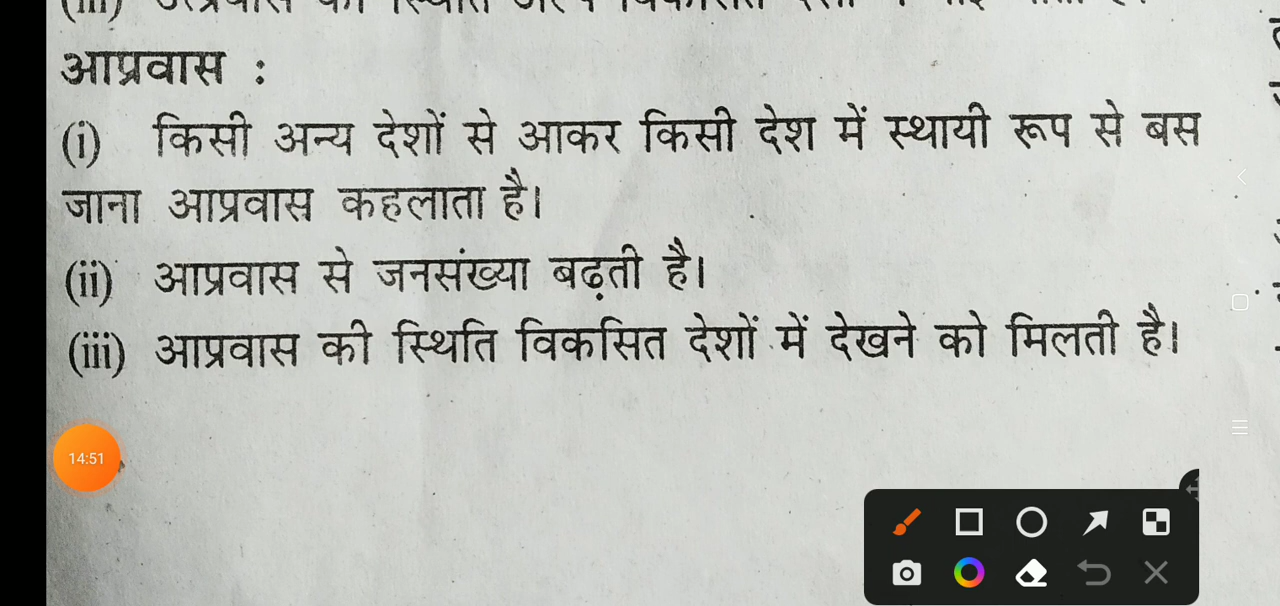 आप्रवास :
(i) किसी अन्य देशों से आकर किसी देश में स्थायी रूप से बस
जाना आप्रवास कहलाता है।
(ii) आप्रवास से जनसंख्या बढ़ती है।
(iii) आप्रवास की स्थिति विकसित देशों में देखने को मिलती है।
14:51